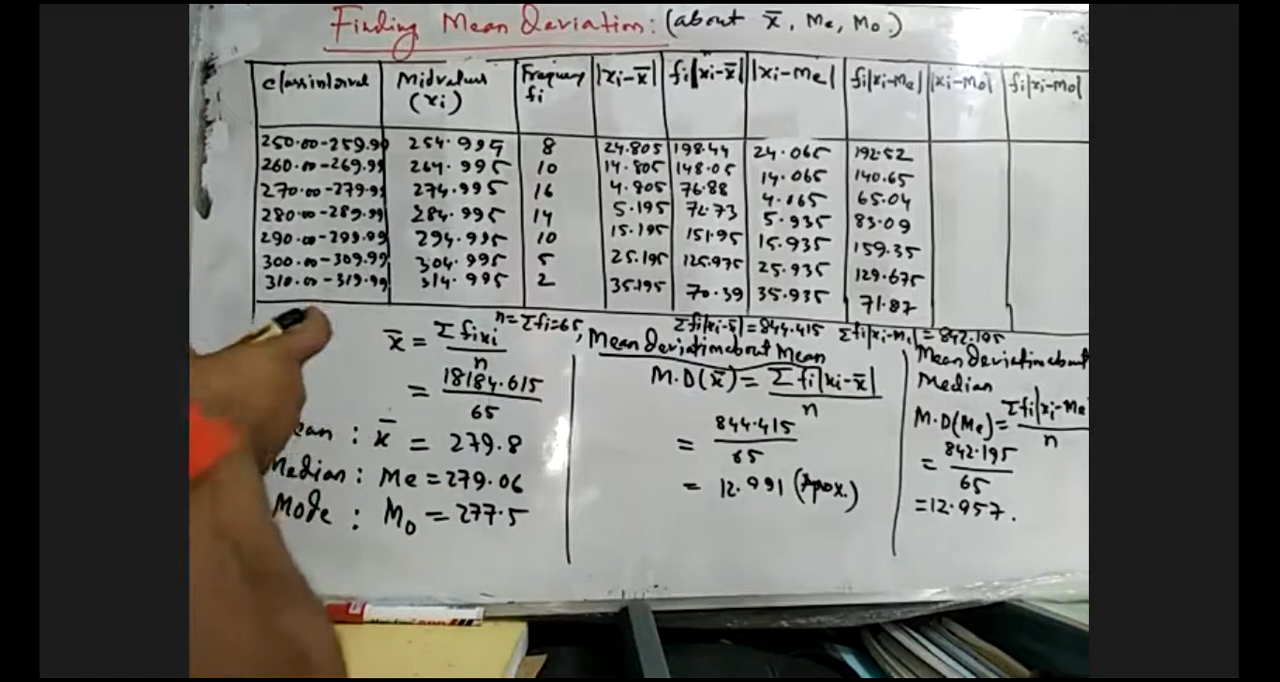 Finding Mean Deviation: (about x̄, Me, Mo.)
class interval Midvalues (xi) Frequency fi |xi-x̄| fi|xi-x̄| |xi-Me| fi|xi-Me| |xi-Mo| fi|xi-Mo|
250.00-259.99 254.995 8 24.805 198.44 24.065 192.52
260.00-269.99 264.995 10 14.805 148.05 14.065 140.65
270.00-279.99 274.995 16 4.805 76.88 4.065 65.04
280.00-289.99 284.995 14 5.195 72.73 5.935 83.09
290.00-299.99 294.995 10 15.195 151.95 15.935 159.35
300.00-309.99 304.995 5 25.195 125.975 25.935 129.675
310.00-319.99 314.995 2 35.195 70.39 35.935 71.87
n=Σfi=65, Σfi|xi-x̄|=844.415 Σfi|xi-Me|=842.195
x̄ = Σfixi
n
= 18184.615
65
x̄ = 279.8
Median: Me = 279.06
Mode: Mo = 277.5
Mean deviation about Mean
M.D(x̄) = Σfi|xi-x̄|
n
= 844.415
65
= 12.991 (Apox.)
Mean deviation about
Median
M.D(Me) = Σfi|xi-Me
n
= 842.195
65
= 12.957.